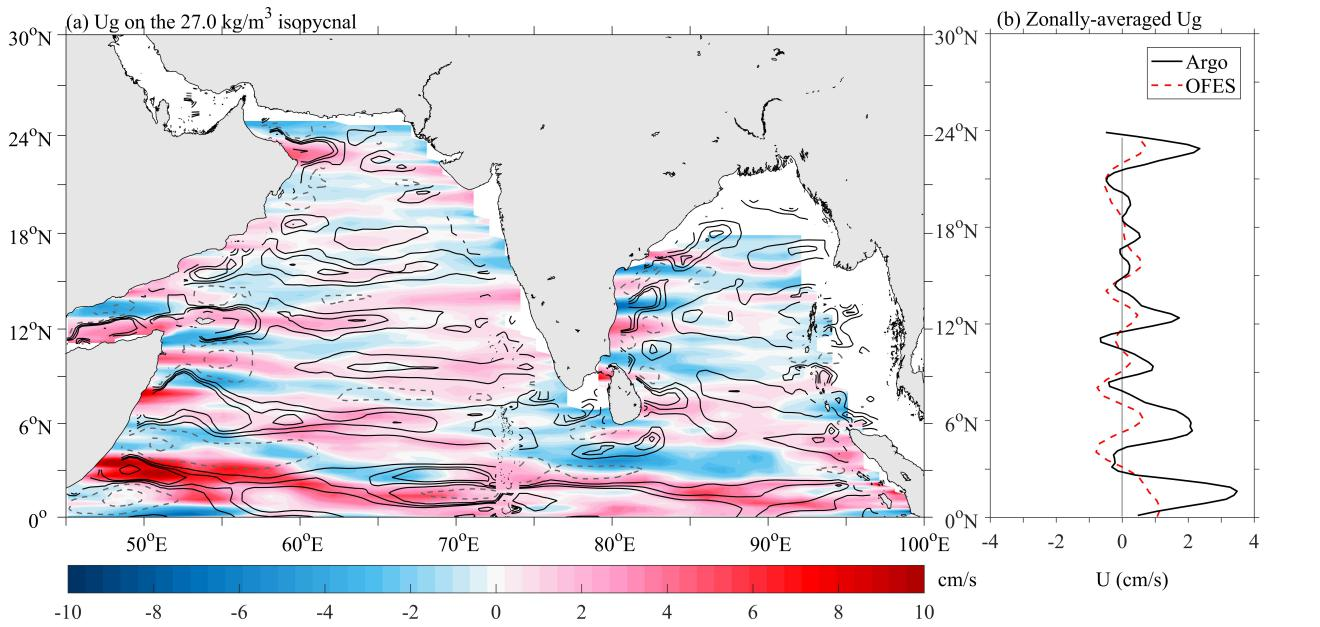 (a) Ug on the 27.0 kg/m³ isopycnal
(b) Zonally-averaged Ug
30°N
24°N
18°N
12°N
6°N
0°
50°E
60°E
70°E
80°E
90°E
100°E
-10
-8
-6
-4
-2
0
2
4
6
8
10
cm/s
Argo
OFES
30°N
24°N
18°N
12°N
6°N
0°N
-4
-2
0
2
4
U (cm/s)